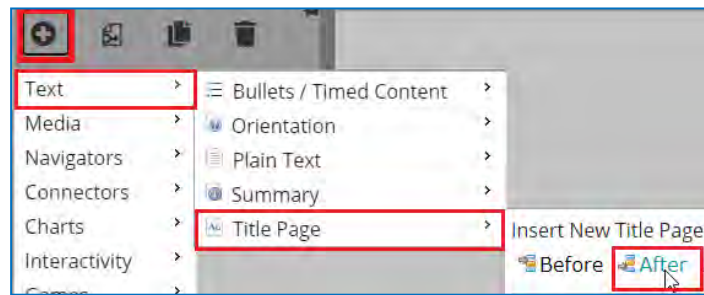 Text
Media
Navigators
Connectors
Charts
Interactivity
Games
Bullets / Timed Content
Orientation
Plain Text
Summary
Title Page
Insert New Title Page
Before After